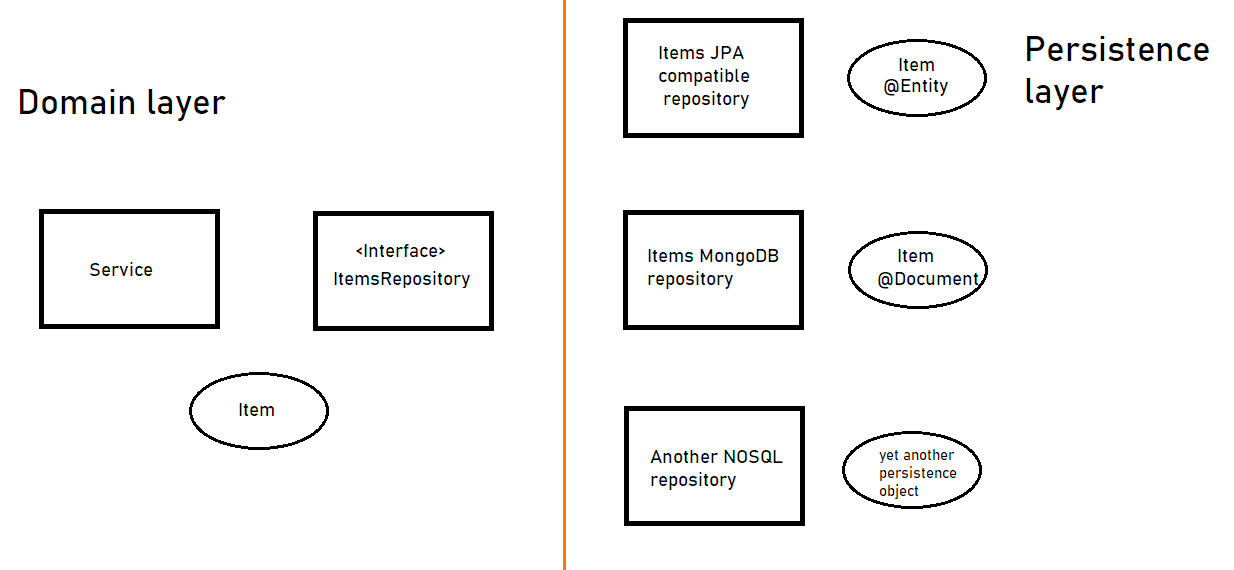 Domain layer
Service
<Interface>
ItemsRepository
Item
Items JPA
compatible
repository
Item
@Entity
Persistence
layer
Items MongoDB
repository
Item
@Document
Another NOSQL
repository
yet another
persistence
object